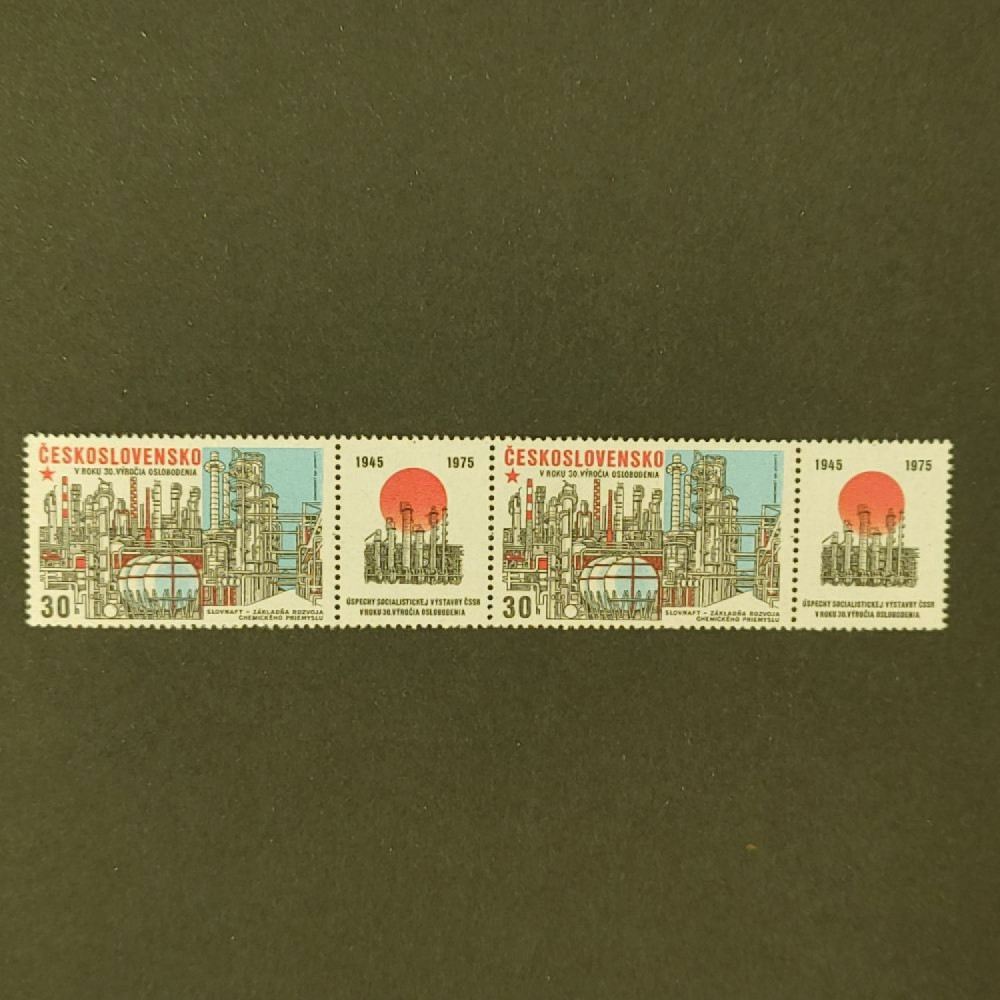 ČESKOSLOVENSKO
V ROKU 30. VÝROČIA OSLOBODENIA
30
SLOVNAFT - ZÁKLADŇA ROZVOJA
CHEMICKÉHO PRIEMYSLU
1945 1975
ÚSPECHY SOCIALISTICKEJ VÝSTAVBY ČSSR
V ROKU 30. VÝROČIA OSLOBODENIA
ČESKOSLOVENSKO
V ROKU 30. VÝROČIA OSLOBODENIA
30
SLOVNAFT - ZÁKLADŇA ROZVOJA
CHEMICKÉHO PRIEMYSLU
1945 1975
ÚSPECHY SOCIALISTICKEJ VÝSTAVBY ČSSR
V ROKU 30. VÝROČIA OSLOBODENIA